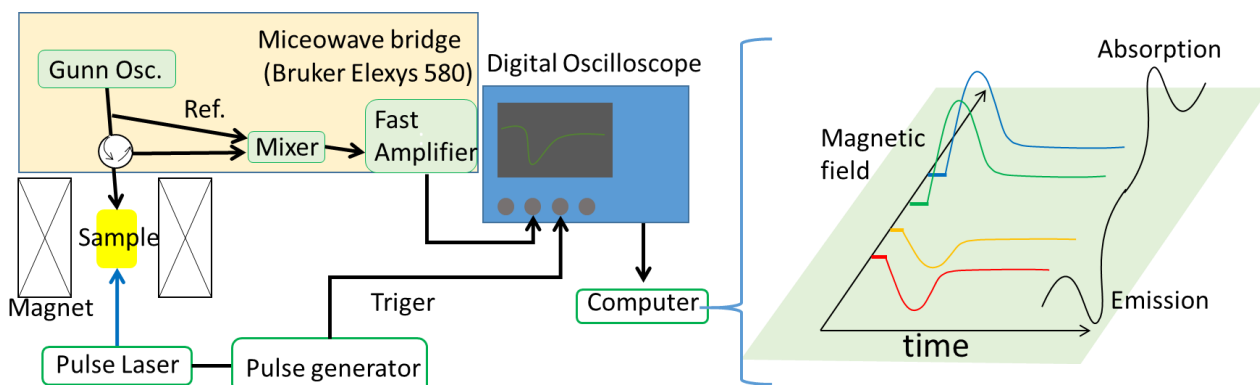 Miceowave bridge
(Bruker Elexys 580)
Gunn Osc.
Ref.
Mixer
Fast
Amplifier
Digital Oscilloscope
Sample
Magnet
Triger
Pulse Laser
Pulse generator
Computer
Absorption
Magnetic
field
Emission
time